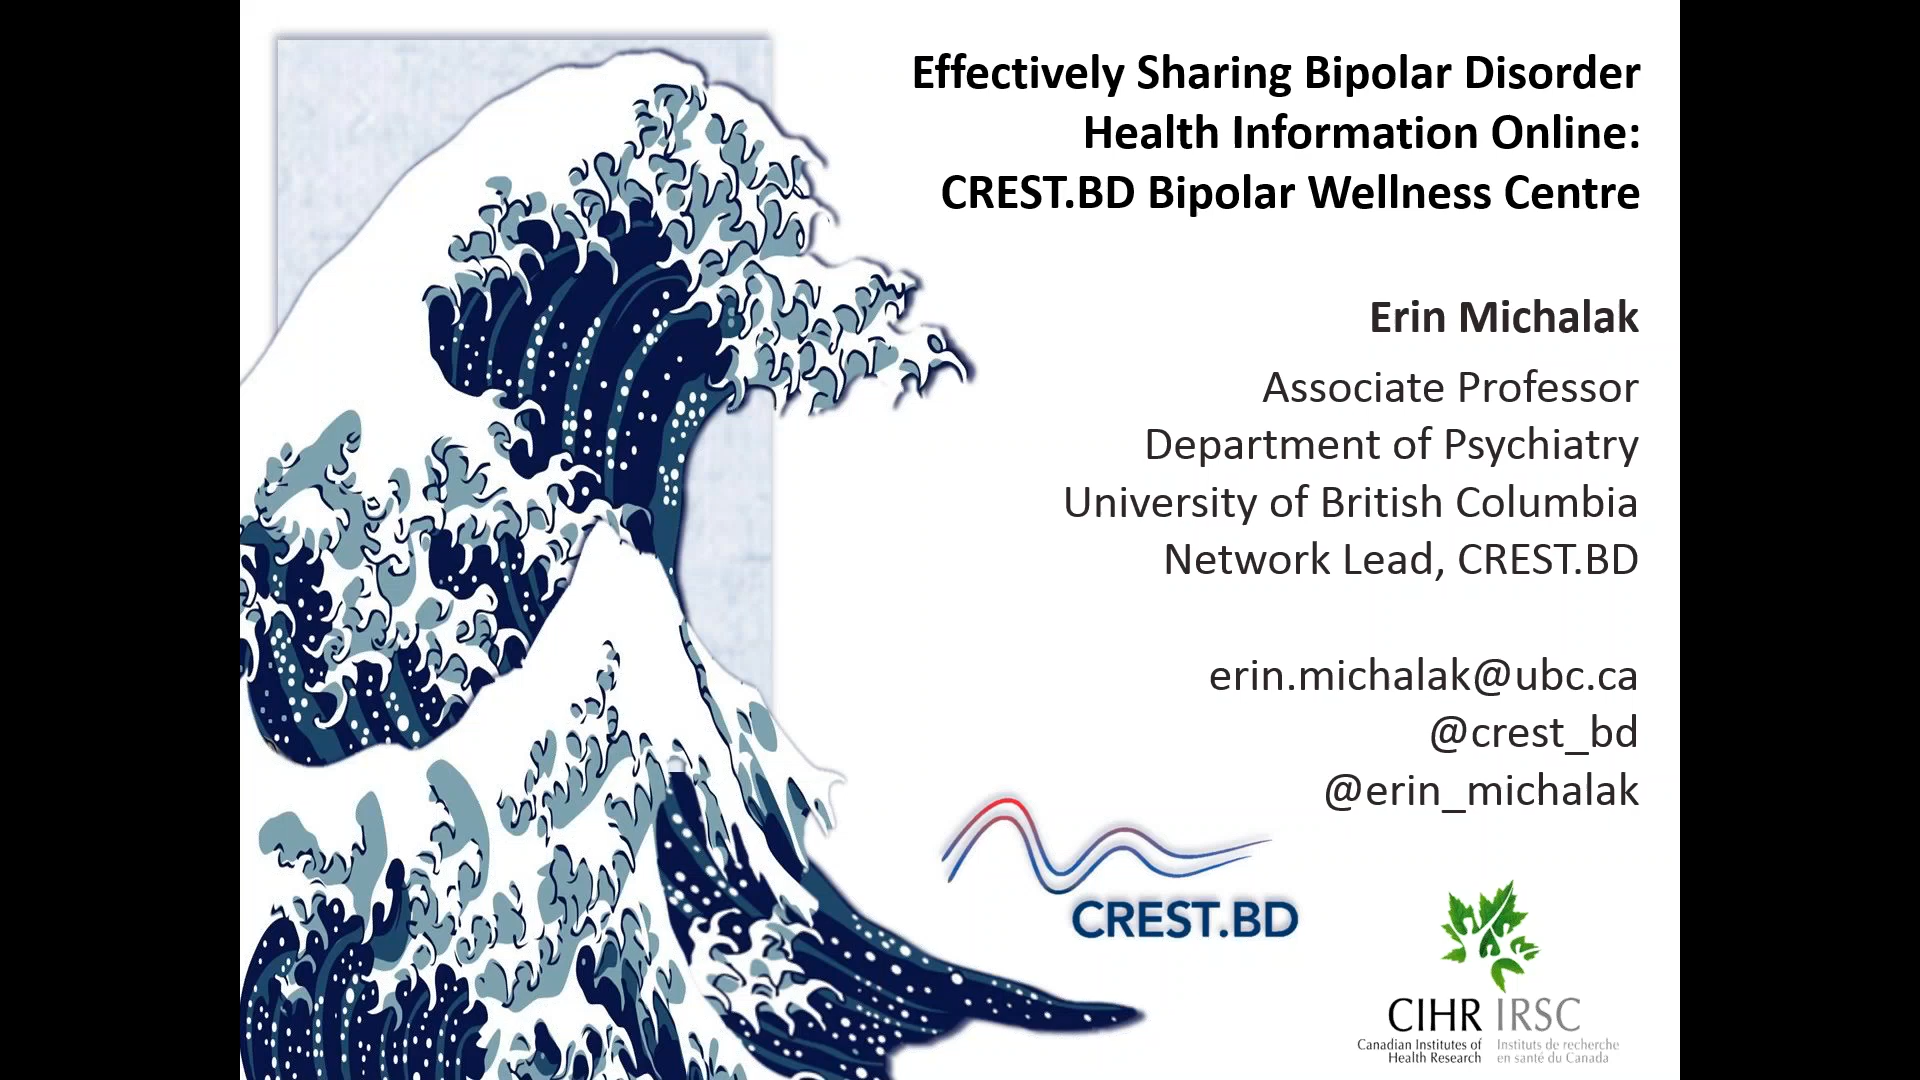 Effectively Sharing Bipolar Disorder
Health Information Online:
CREST.BD Bipolar Wellness Centre
Erin Michalak
Associate Professor
Department of Psychiatry
University of British Columbia
Network Lead, CREST.BD
erin.michalak@ubc.ca
@crest_bd
@erin_michalak
CREST.BD
CIHR IRSC
Canadian Institutes of
Health Research
Instituts de recherche
en santé du Canada